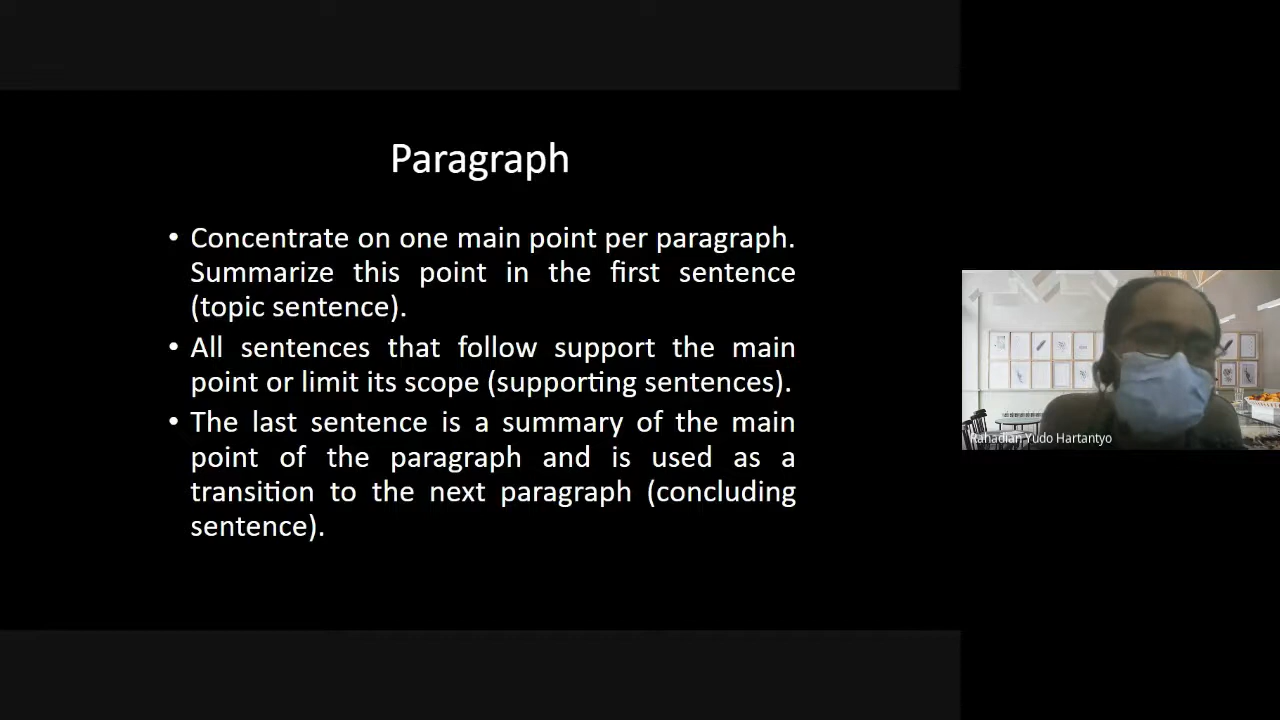 Paragraph
• Concentrate on one main point per paragraph.
Summarize this point in the first sentence
(topic sentence).
• All sentences that follow support the main
point or limit its scope (supporting sentences).
• The last sentence is a summary of the main
point of the paragraph and is used as a
transition to the next paragraph (concluding
sentence).
Rahadian Yudo Hartantyo